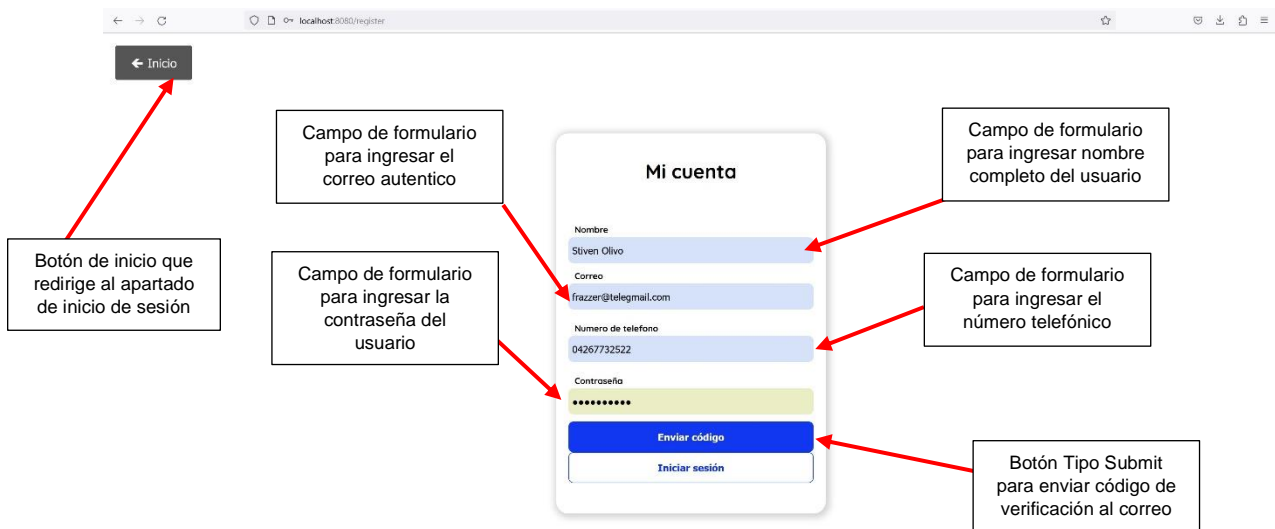 localhost:8080/register
Inicio
Campo de formulario
para ingresar el
correo autentico
Campo de formulario
para ingresar nombre
completo del usuario
Mi cuenta
Botón de inicio que
redirige al apartado
de inicio de sesión
Campo de formulario
para ingresar la
contraseña del
usuario
Nombre
Stiven Olivo
Correo
frazzer@telegmail.com
Numero de telefono
04267732522
Contraseña
Campo de formulario
para ingresar el
número telefónico
Enviar código
Iniciar sesión
Botón Tipo Submit
para enviar código de
verificación al correo